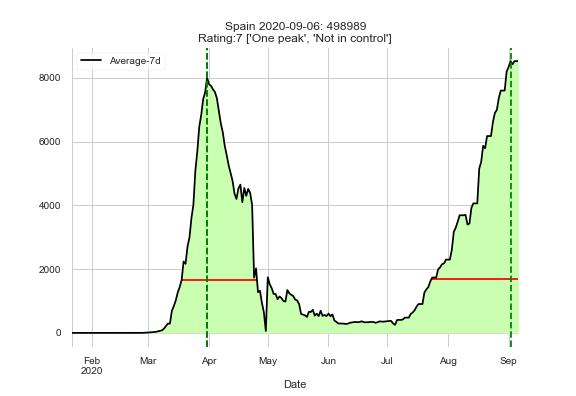 Spain 2020-09-06: 498989
Rating:7 ['One peak', 'Not in control']
Average-7d
8000
6000
4000
2000
0
Feb Mar Apr May Jun Jul Aug Sep
2020
Date